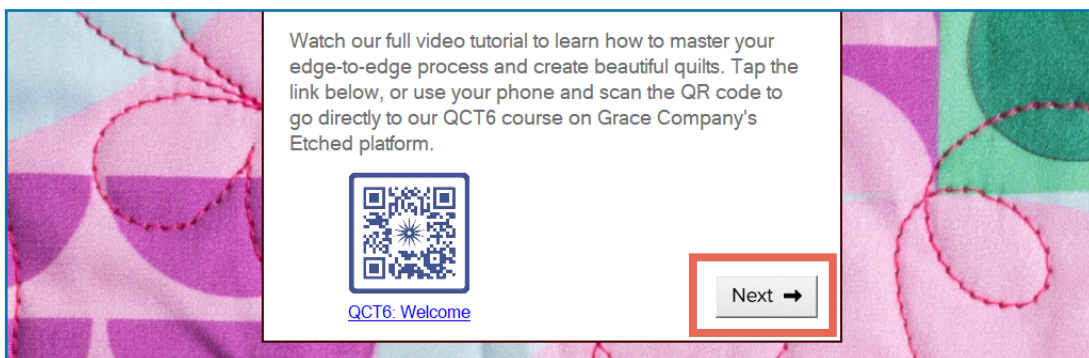 Watch our full video tutorial to learn how to master your
edge-to-edge process and create beautiful quilts. Tap the
link below, or use your phone and scan the QR code to
go directly to our QCT6 course on Grace Company's
Etched platform.
QCT6: Welcome
Next →